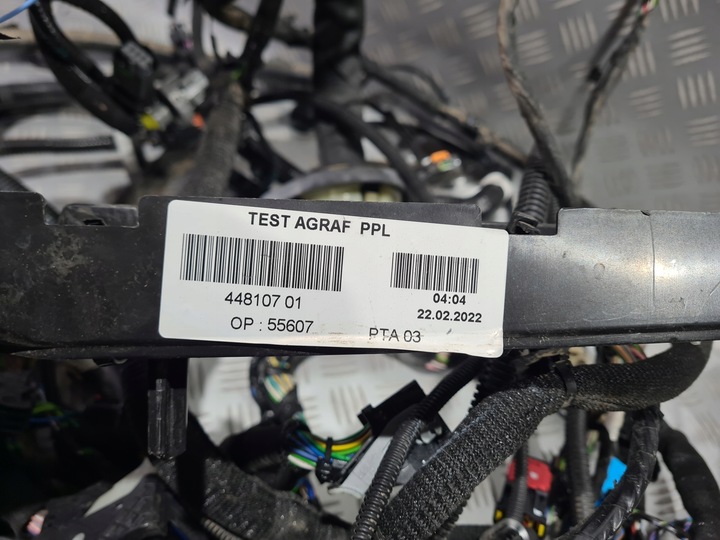 TEST AGRAF PPL
448107 01
04:04
22.02.2022
OP : 55607
PTA 03